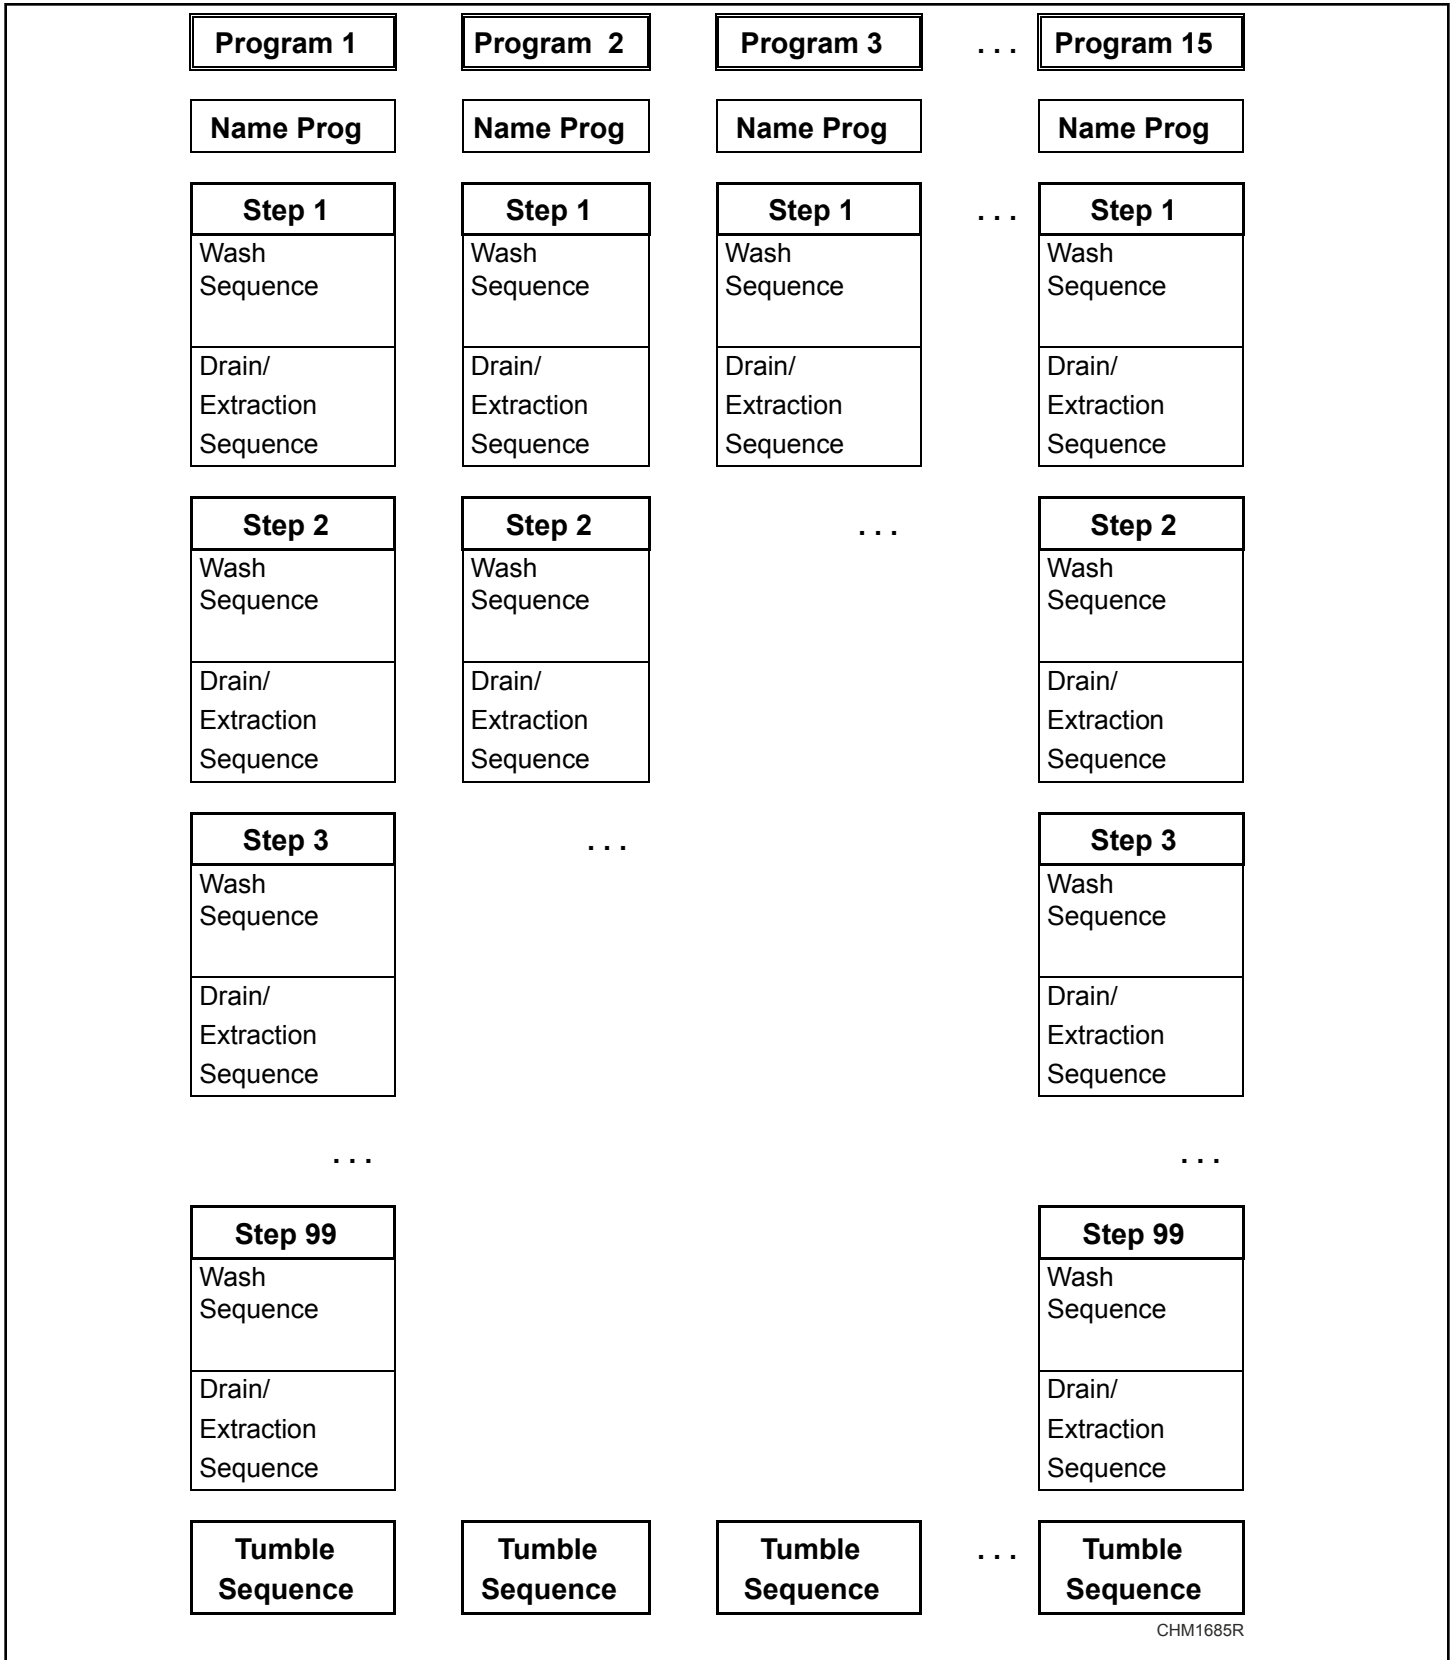 Program 1 Program 2 Program 3 . . . Program 15
Name Prog Name Prog Name Prog Name Prog
Step 1 Step 1 Step 1 . . . Step 1
Wash Wash Wash Wash
Sequence Sequence Sequence Sequence
Drain/ Drain/ Drain/ Drain/
Extraction Extraction Extraction Extraction
Sequence Sequence Sequence Sequence
Step 2 Step 2 . . . Step 2
Wash Wash Wash
Sequence Sequence Sequence
Drain/ Drain/ Drain/
Extraction Extraction Extraction
Sequence Sequence Sequence
Step 3 . . . Step 3
Wash Wash
Sequence Sequence
Drain/ Drain/
Extraction Extraction
Sequence Sequence
. . . . . .
Step 99 Step 99
Wash Wash
Sequence Sequence
Drain/ Drain/
Extraction Extraction
Sequence Sequence
Tumble Tumble Tumble . . . Tumble
Sequence Sequence Sequence Sequence
CHM1685R